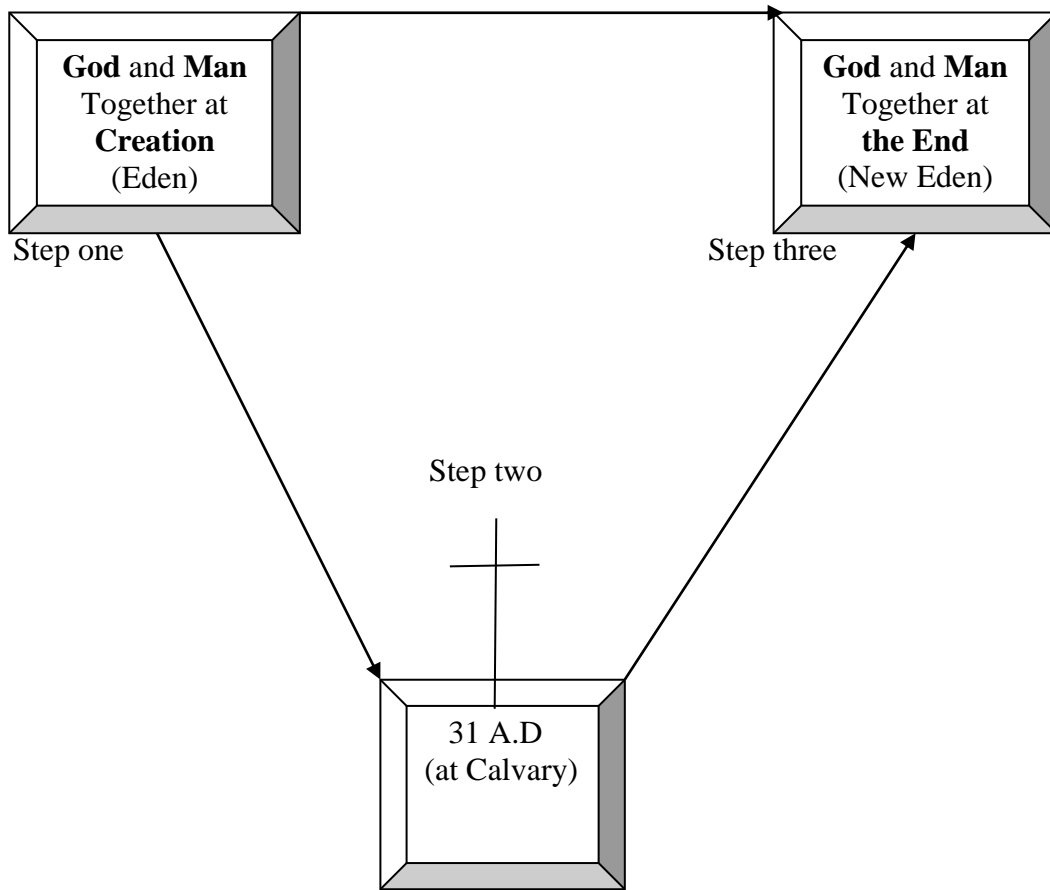 God and Man
Together at
Creation
(Eden)
Step one
God and Man
Together at
the End
(New Eden)
Step three
Step two
31 A.D
(at Calvary)